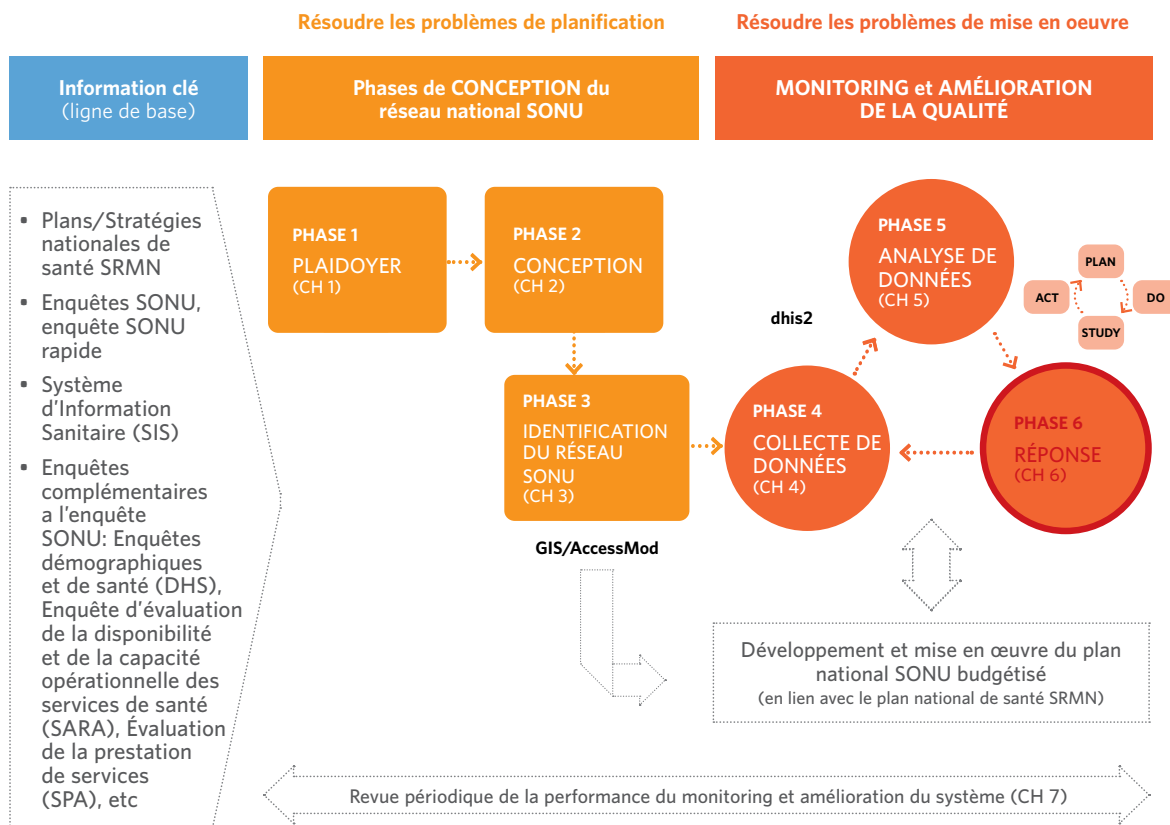 Résoudre les problèmes de planification
Résoudre les problèmes de mise en oeuvre
Information clé
(ligne de base)
Phases de CONCEPTION du
réseau national SONU
MONITORING et AMÉLIORATION
DE LA QUALITÉ
• Plans/Stratégies
nationales de
santé SRMN
• Enquêtes SONU,
enquête SONU
rapide
• Système
d'Information
Sanitaire (SIS)
• Enquêtes
complémentaires
a l'enquête
SONU: Enquêtes
démographiques
et de santé (DHS),
Enquête d'évaluation
de la disponibilité
et de la capacité
opérationnelle des
services de santé
(SARA), Évaluation
de la prestation
de services
(SPA), etc
PHASE 1
PLAIDOYER
(CH 1)
PHASE 2
CONCEPTION
(CH 2)
PHASE 3
IDENTIFICATION
DU RÉSEAU
SONU
(CH 3)
GIS/AccessMod
PHASE 4
COLLECTE DE
DONNÉES
(CH 4)
dhis2
PHASE 5
ANALYSE DE
DONNÉES
(CH 5)
PLAN
DO
STUDY
ACT
PHASE 6
RÉPONSE
(CH 6)
Développement et mise en œuvre du plan
national SONU budgétisé
(en lien avec le plan national de santé SRMN)
Revue périodique de la performance du monitoring et amélioration du système (CH 7)